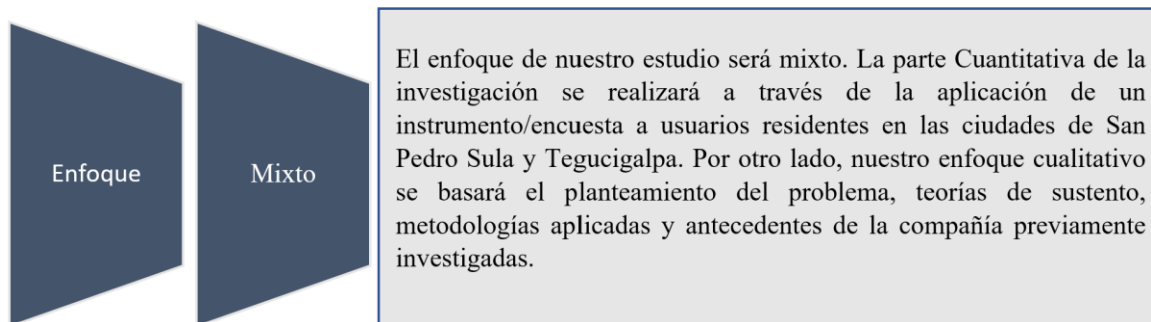 Enfoque
Mixto
El enfoque de nuestro estudio será mixto. La parte Cuantitativa de la
investigación se realizará a través de la aplicación de un
instrumento/encuesta a usuarios residentes en las ciudades de San
Pedro Sula y Tegucigalpa. Por otro lado, nuestro enfoque cualitativo
se basará el planteamiento del problema, teorías de sustento,
metodologías aplicadas y antecedentes de la compañía previamente
investigadas.